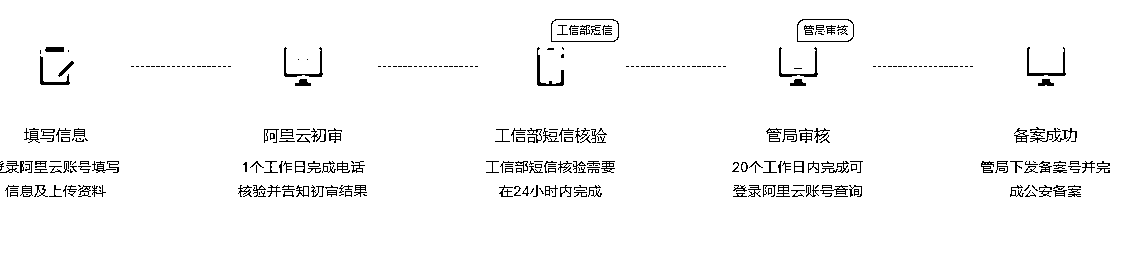 工信部短信
管局审核
填写信息
阿里云初审
工信部短信核验
管局审核
备案成功
登录阿里云账号填写
信息及上传资料
1个工作日完成电话
核验并告知初审结果
工信部短信核验需要
在24小时内完成
20个工作日内完成可
登录阿里云账号查询
管局下发备案号并完
成公安备案